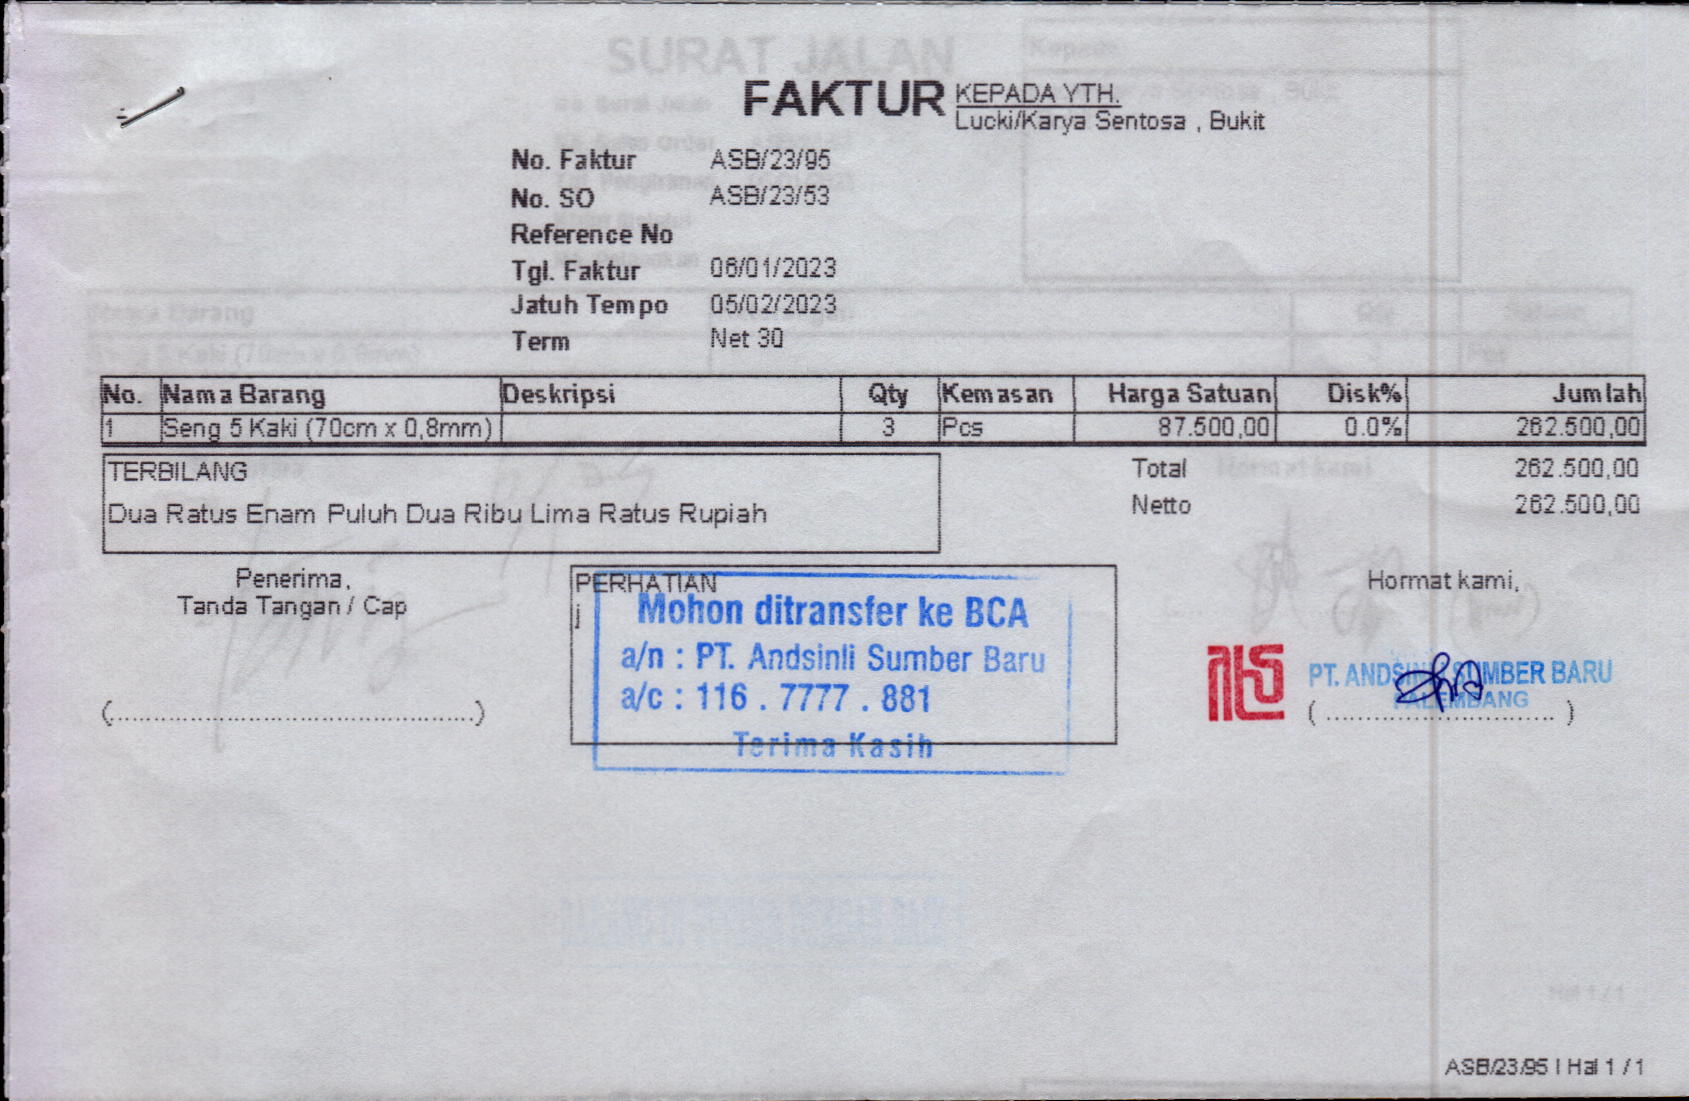 FAKTUR
KEPADA YTH.
Lucki/Karya Sentosa , Bukit
No. Faktur ASB/23/95
No. SO ASB/23/53
Reference No
Tgl. Faktur 06/01/2023
Jatuh Tempo 05/02/2023
Term Net 30
No. Nama Barang Deskripsi Qty Kemasan Harga Satuan Disk% Jumlah
1 Seng 5 Kaki (70cm x 0,8mm) 3 Pcs 87.500,00 0.0% 262.500,00
TERBILANG
Dua Ratus Enam Puluh Dua Ribu Lima Ratus Rupiah
Total 262.500,00
Netto 262.500,00
Penerima,
Tanda Tangan / Cap
(..................................................)
PERHATIAN
j
Mohon ditransfer ke BCA
a/n : PT. Andsinli Sumber Baru
a/c : 116 . 7777 . 881
Terima Kasih
Hormat kami,
PT. ANDSINLI SUMBER BARU
PALEMBANG
( ............................... )
ASB/23/95 | Hal 1 / 1
SURAT JALAN
Kepada